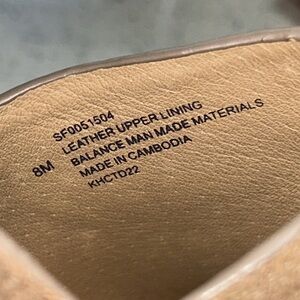 SF0051504
LEATHER UPPER LINING
BALANCE MAN MADE MATERIALS
8M MADE IN CAMBODIA
KHCTD22